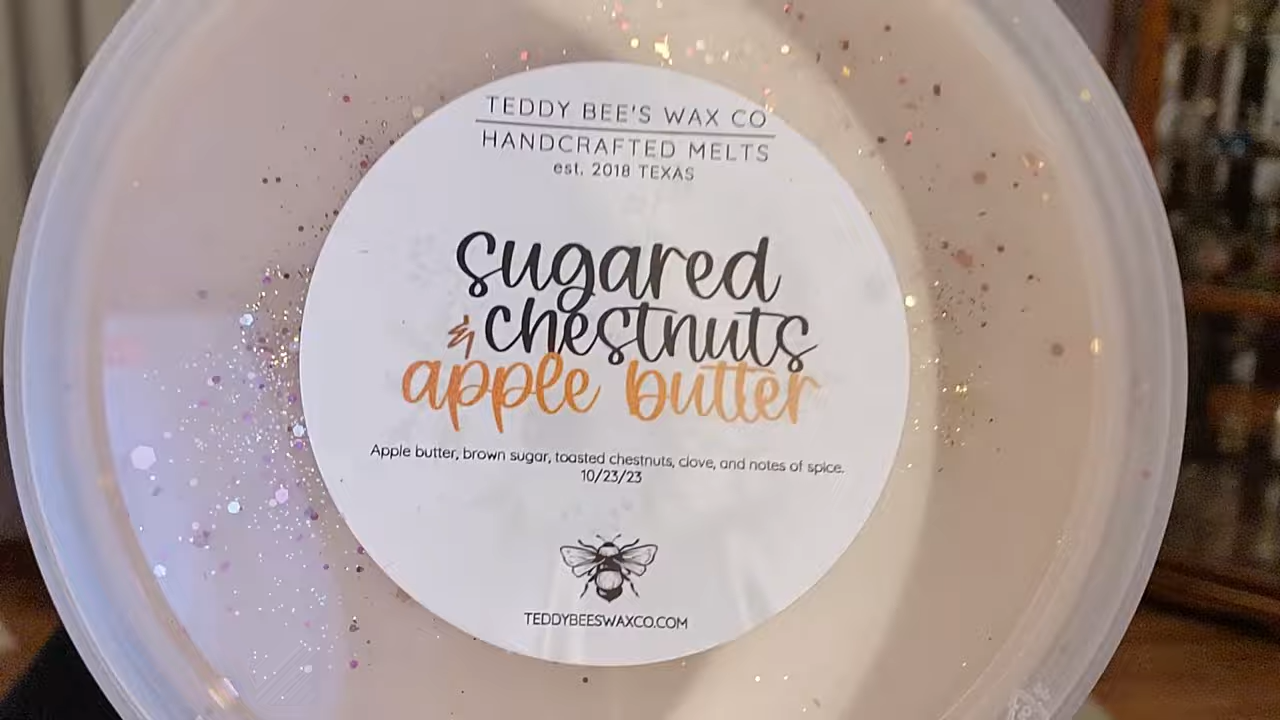 TEDDY BEE'S WAX CO
HANDCRAFTED MELTS
est. 2018 TEXAS
sugared
& chestnuts
apple butter
Apple butter, brown sugar, toasted chestnuts, clove, and notes of spice.
10/23/23
TEDDYBEESWAXCO.COM